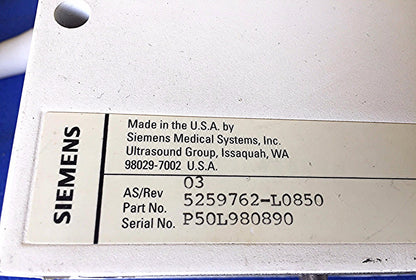 SIEMENS
Made in the U.S.A. by
Siemens Medical Systems, Inc.
Ultrasound Group, Issaquah, WA
98029-7002 U.S.A.
AS/Rev 03
Part No. 5259762-L0850
Serial No. P50L980890